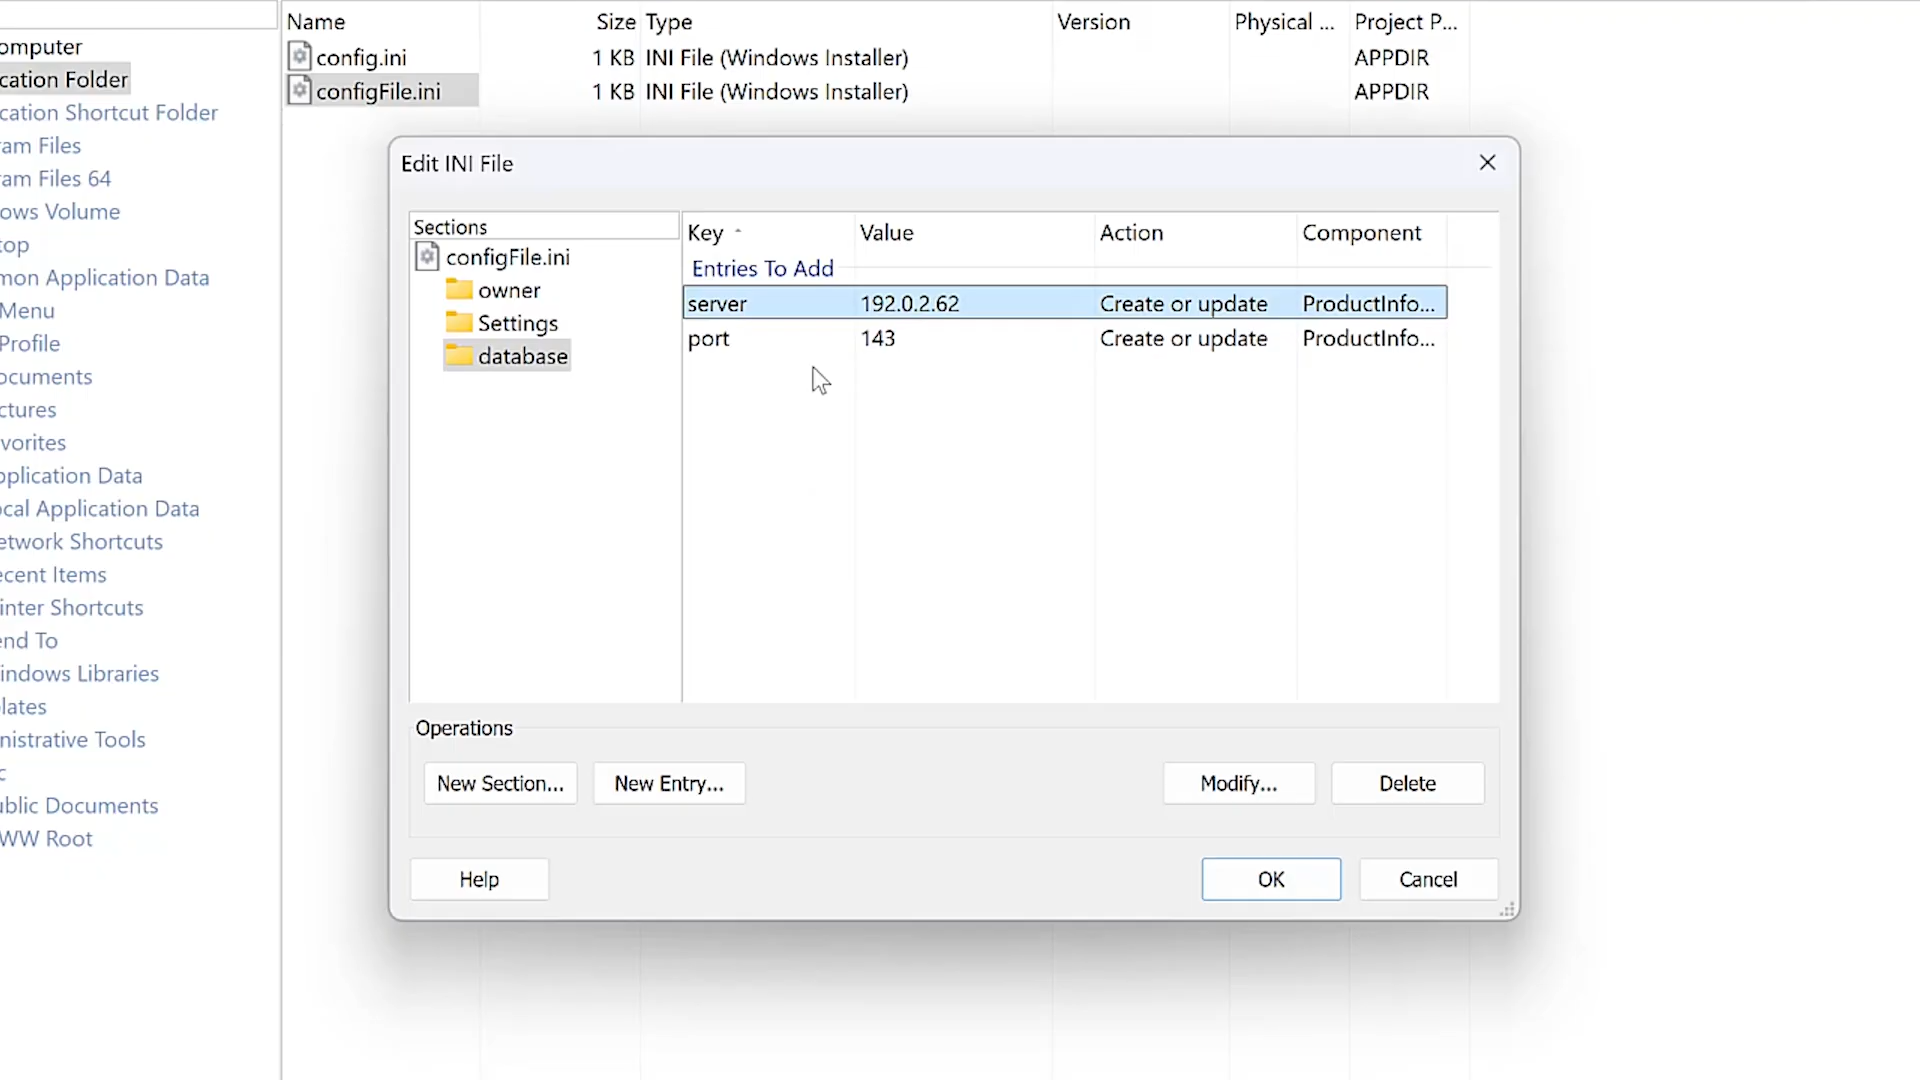 Name Size Type Version Physical ... Project P...
config.ini 1 KB INI File (Windows Installer) APPDIR
configFile.ini 1 KB INI File (Windows Installer) APPDIR
omputer
cation Folder
cation Shortcut Folder
am Files
am Files 64
ows Volume
op
mon Application Data
Menu
Profile
ocuments
ctures
vorites
pplication Data
ocal Application Data
etwork Shortcuts
ecent Items
inter Shortcuts
end To
indows Libraries
lates
nistrative Tools
c
ublic Documents
WW Root
Edit INI File
Sections
configFile.ini
owner
Settings
database
Key Value Action Component
Entries To Add
server 192.0.2.62 Create or update ProductInfo...
port 143 Create or update ProductInfo...
Operations
New Section... New Entry... Modify... Delete
Help OK Cancel